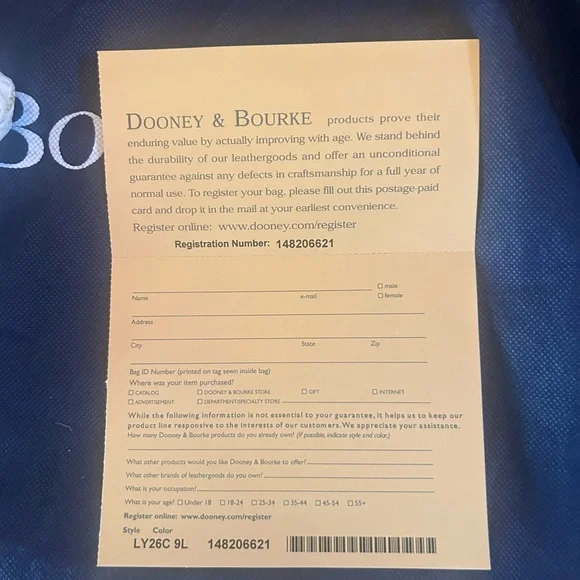 BO
DOONEY & BOURKE products prove their
enduring value by actually improving with age. We stand behind
the durability of our leathergoods and offer an unconditional
guarantee against any defects in craftsmanship for a full year of
normal use. To register your bag, please fill out this postage-paid
card and drop it in the mail at your earliest convenience.
Register online: www.dooney.com/register
Registration Number: 148206621
male
Name e-mail female
Address
City State Zip
Bag ID Number (printed on tag sewn inside bag)
Where was your item purchased?
CATALOG DOONEY & BOURKE STORE GIFT INTERNET
ADVERTISEMENT DEPARTMENT/SPECIALTY STORE
While the following information is not essential to your guarantee, it helps us to keep our
product line responsive to the interests of our customers. We appreciate your assistance.
How many Dooney & Bourke products do you already own? (If possible, indicate style and color.)
What other products would you like Dooney & Bourke to offer?
What other brands of leathergoods do you own?
What is your occupation?
What is your age? Under 18 18-24 25-34 35-44 45-54 55+
Register online: www.dooney.com/register
Style Color
LY26C 9L 148206621